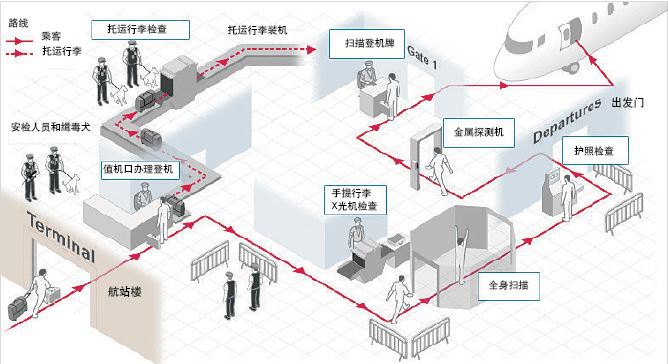 路线
乘客
托运行李
托运行李检查
托运行李装机
扫描登机牌
Gate 1
安检人员和缉毒犬
值机口办理登机
金属探测机
Departures
出发门
护照检查
手提行李
X光机检查
Terminal
航站楼
全身扫描